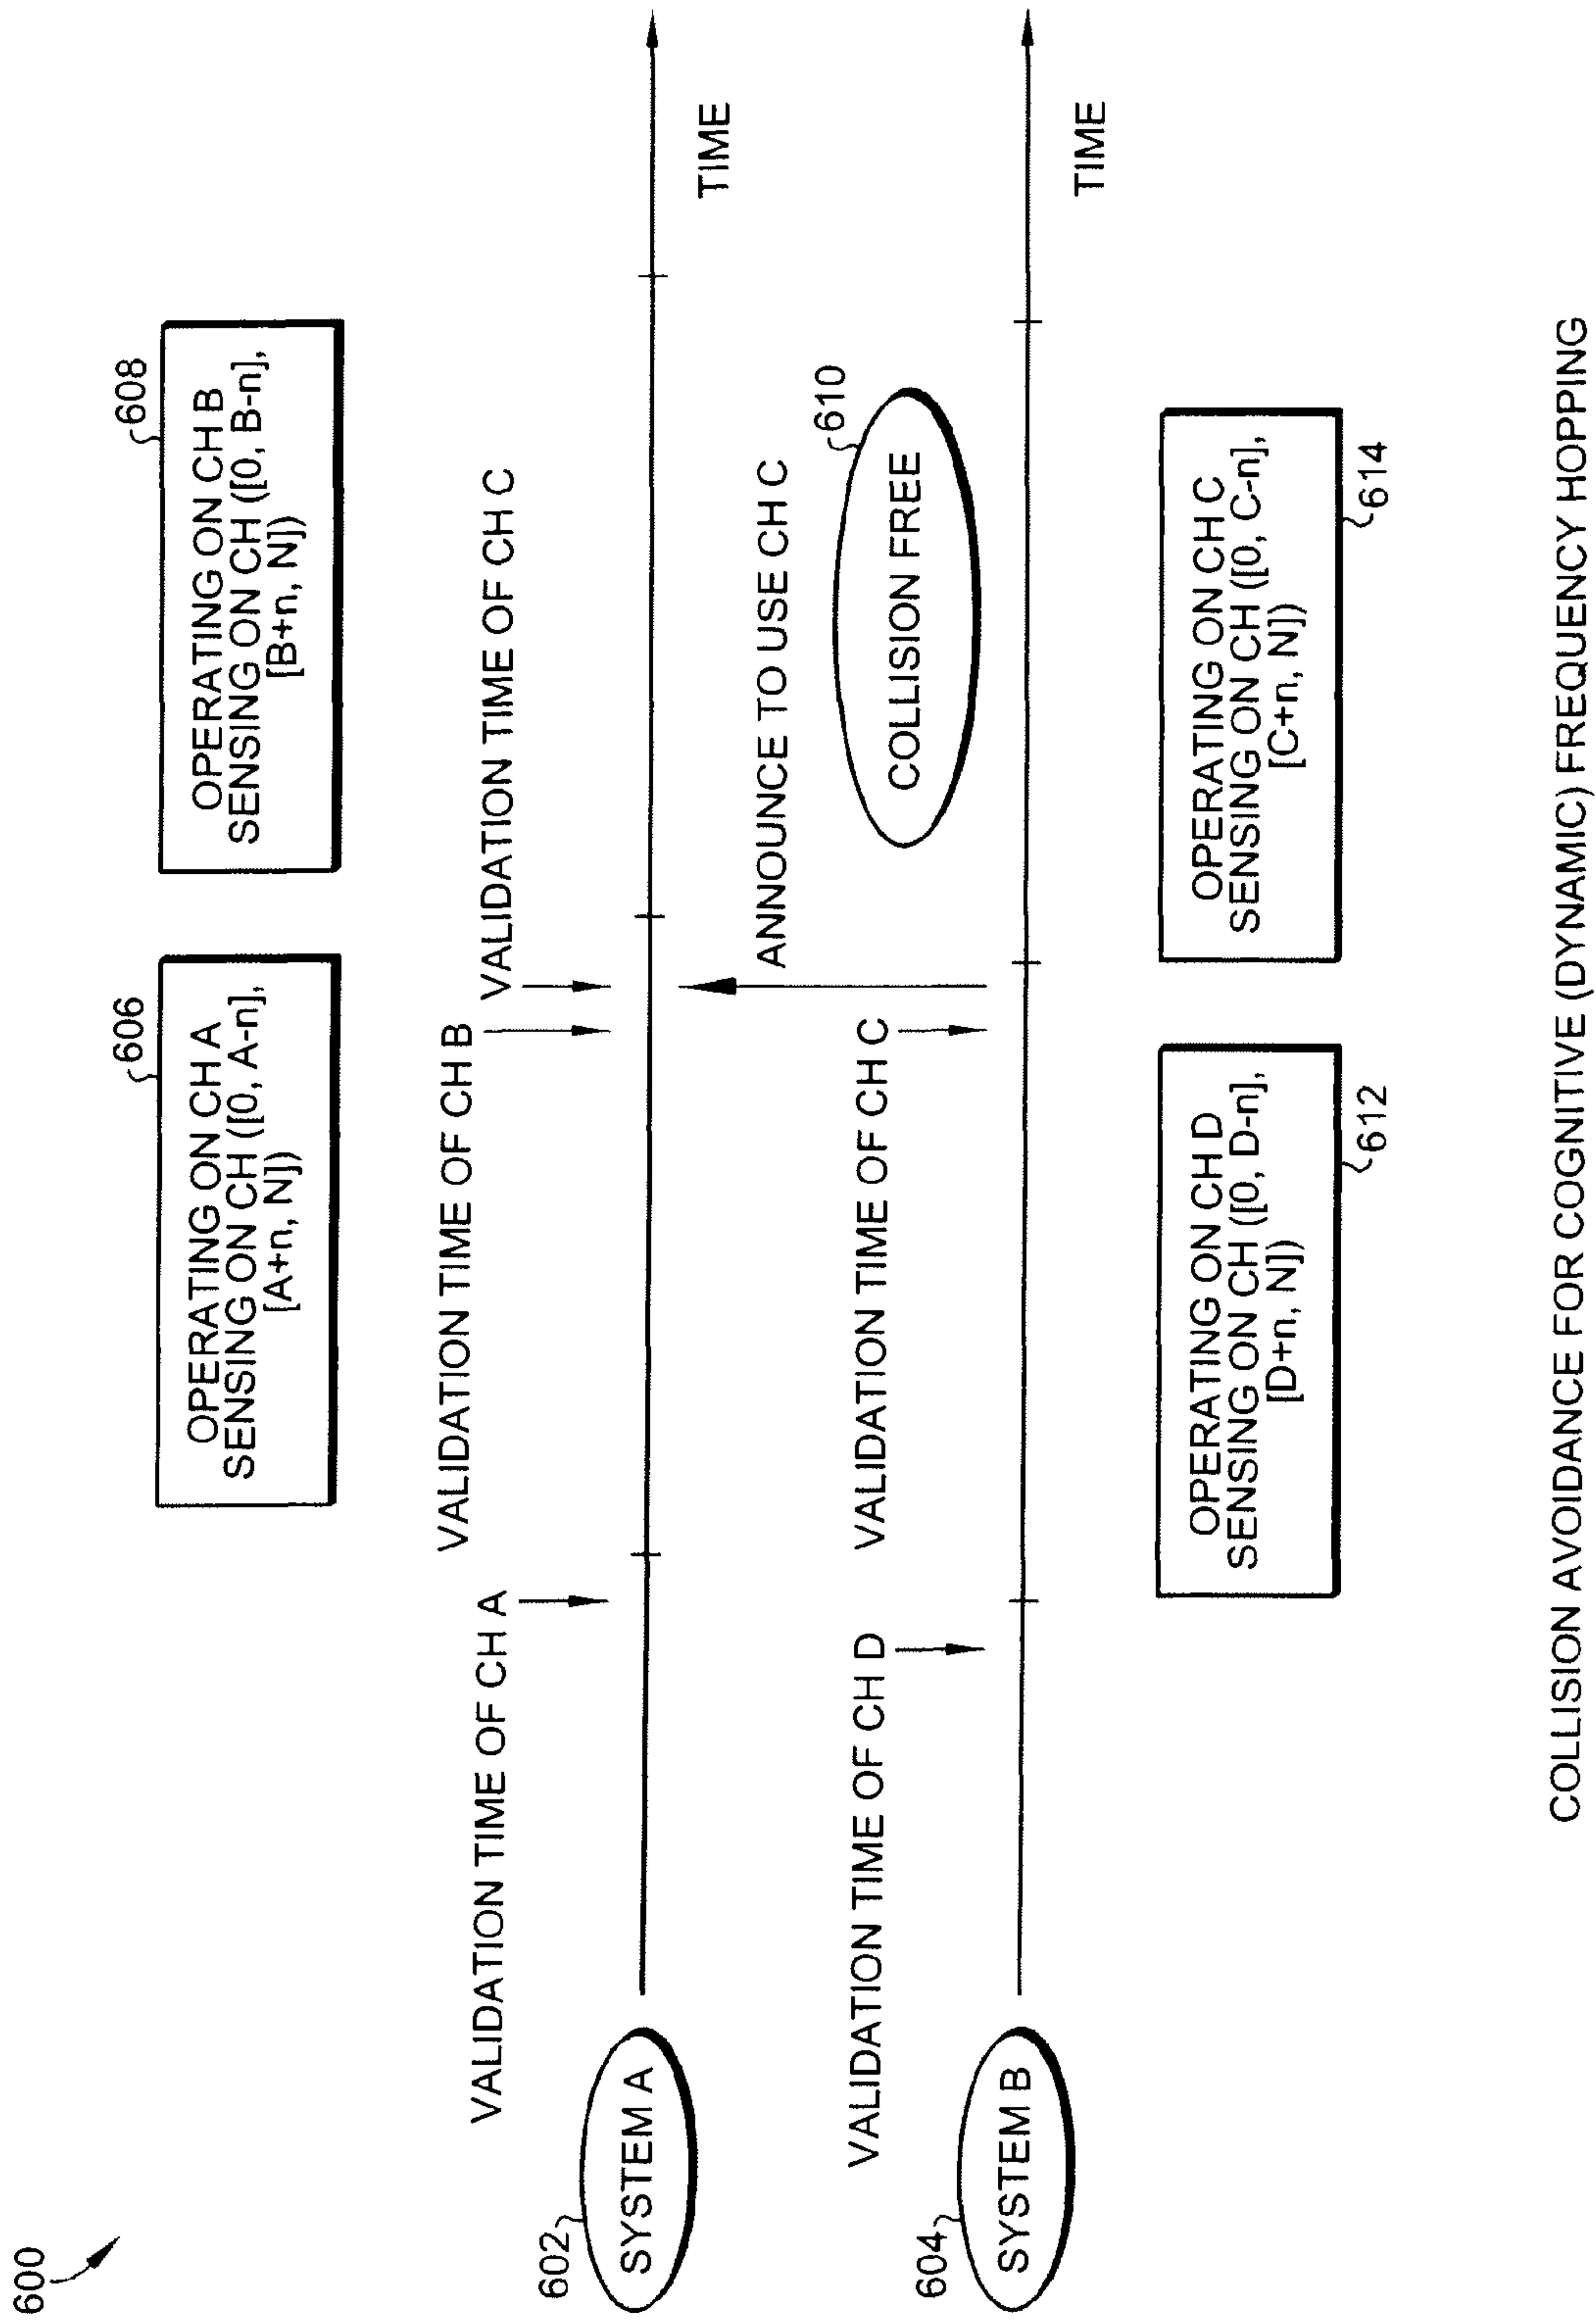 600
606
OPERATING ON CH A
SENSING ON CH ([0, A-n],
[A+n, N])
608
OPERATING ON CH B
SENSING ON CH ([0, B-n],
[B+n, N])
VALIDATION TIME OF CH A
VALIDATION TIME OF CH B
VALIDATION TIME OF CH C
602
SYSTEM A
TIME
ANNOUNCE TO USE CH C
610
COLLISION FREE
VALIDATION TIME OF CH D
VALIDATION TIME OF CH C
604
SYSTEM B
TIME
OPERATING ON CH D
SENSING ON CH ([0, D-n],
[D+n, N])
612
OPERATING ON CH C
SENSING ON CH ([0, C-n],
[C+n, N])
614
COLLISION AVOIDANCE FOR COGNITIVE (DYNAMIC) FREQUENCY HOPPING